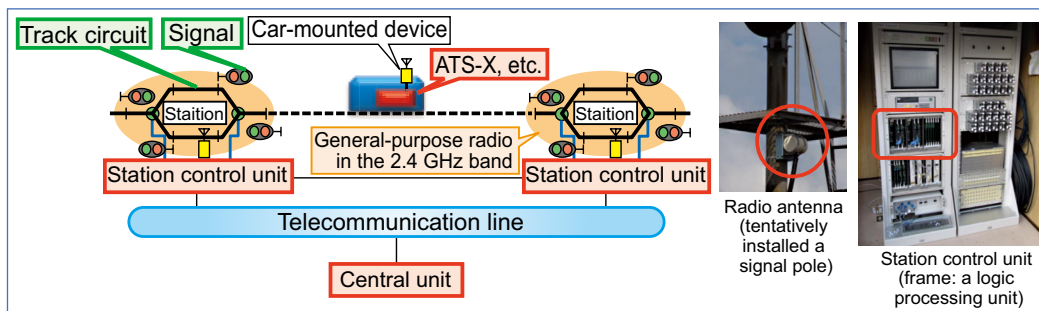 Track circuit
Signal
Car-mounted device
ATS-X, etc.
Staition
Staition
General-purpose radio
in the 2.4 GHz band
Station control unit
Station control unit
Telecommunication line
Central unit
Radio antenna
(tentatively
installed a
signal pole)
Station control unit
(frame: a logic
processing unit)